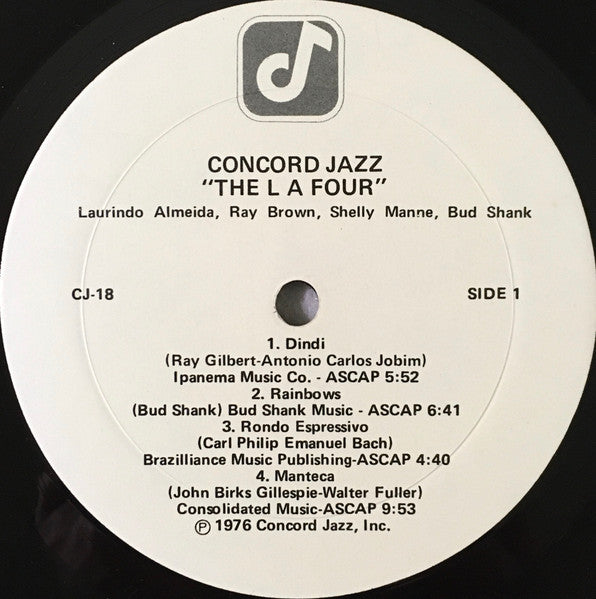 CONCORD JAZZ
"THE L A FOUR"
Laurindo Almeida, Ray Brown, Shelly Manne, Bud Shank
CJ-18
SIDE 1
1. Dindi
(Ray Gilbert-Antonio Carlos Jobim)
Ipanema Music Co. - ASCAP 5:52
2. Rainbows
(Bud Shank) Bud Shank Music - ASCAP 6:41
3. Rondo Espressivo
(Carl Philip Emanuel Bach)
Brazilliance Music Publishing-ASCAP 4:40
4. Manteca
(John Birks Gillespie-Walter Fuller)
Consolidated Music-ASCAP 9:53
℗ 1976 Concord Jazz, Inc.